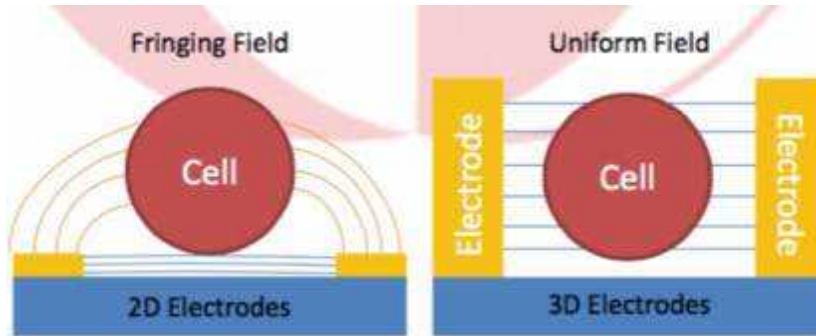 Fringing Field
Uniform Field
Cell
2D Electrodes
Electrode
Cell
Electrode
3D Electrodes